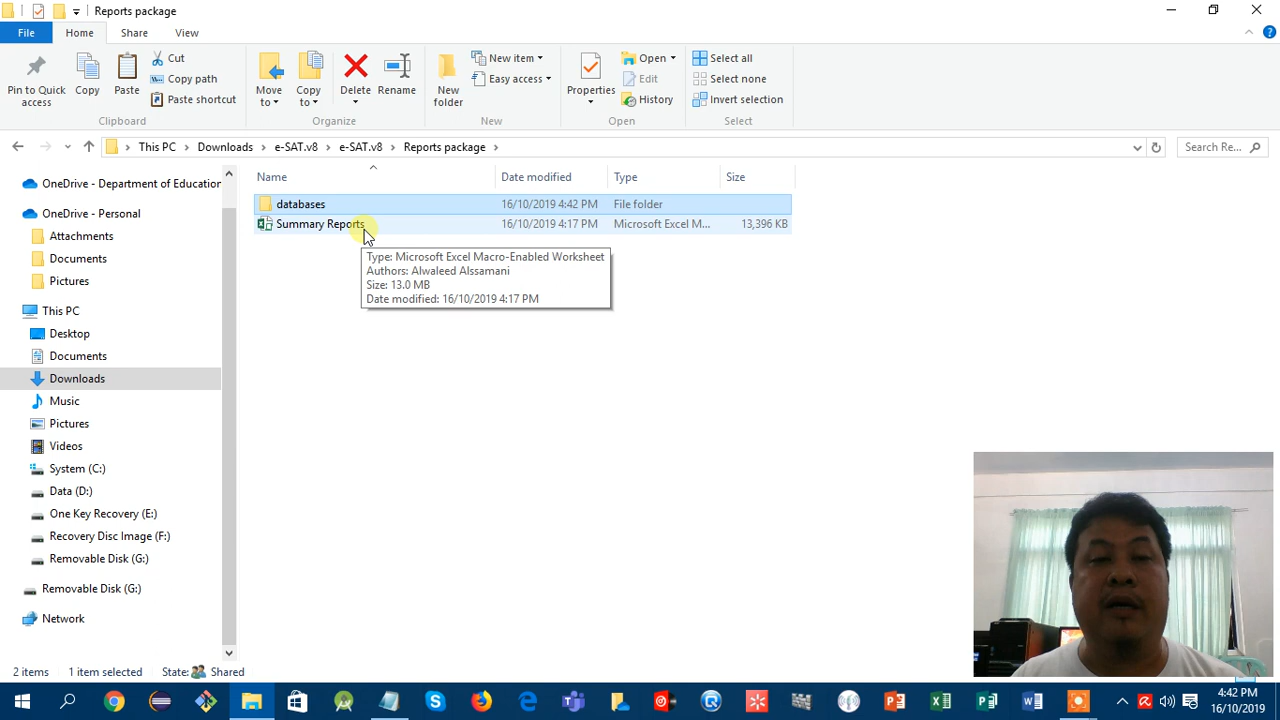 Reports package
File Home Share View
Pin to Quick access
Copy
Paste
Cut
Copy path
Paste shortcut
Clipboard
Move to
Copy to
Delete
Rename
Organize
New folder
New item
Easy access
New
Properties
Open
Edit
History
Open
Select all
Select none
Invert selection
Select
This PC Downloads e-SAT.v8 e-SAT.v8 Reports package
Search Re...
Name Date modified Type Size
databases 16/10/2019 4:42 PM File folder
Summary Reports 16/10/2019 4:17 PM Microsoft Excel M... 13,396 KB
Type: Microsoft Excel Macro-Enabled Worksheet
Authors: Alwaleed Alssamani
Size: 13.0 MB
Date modified: 16/10/2019 4:17 PM
OneDrive - Department of Education
OneDrive - Personal
Attachments
Documents
Pictures
This PC
Desktop
Documents
Downloads
Music
Pictures
Videos
System (C:)
Data (D:)
One Key Recovery (E:)
Recovery Disc Image (F:)
Removable Disk (G:)
Removable Disk (G:)
Network
2 items 1 item selected State: Shared
4:42 PM
16/10/2019